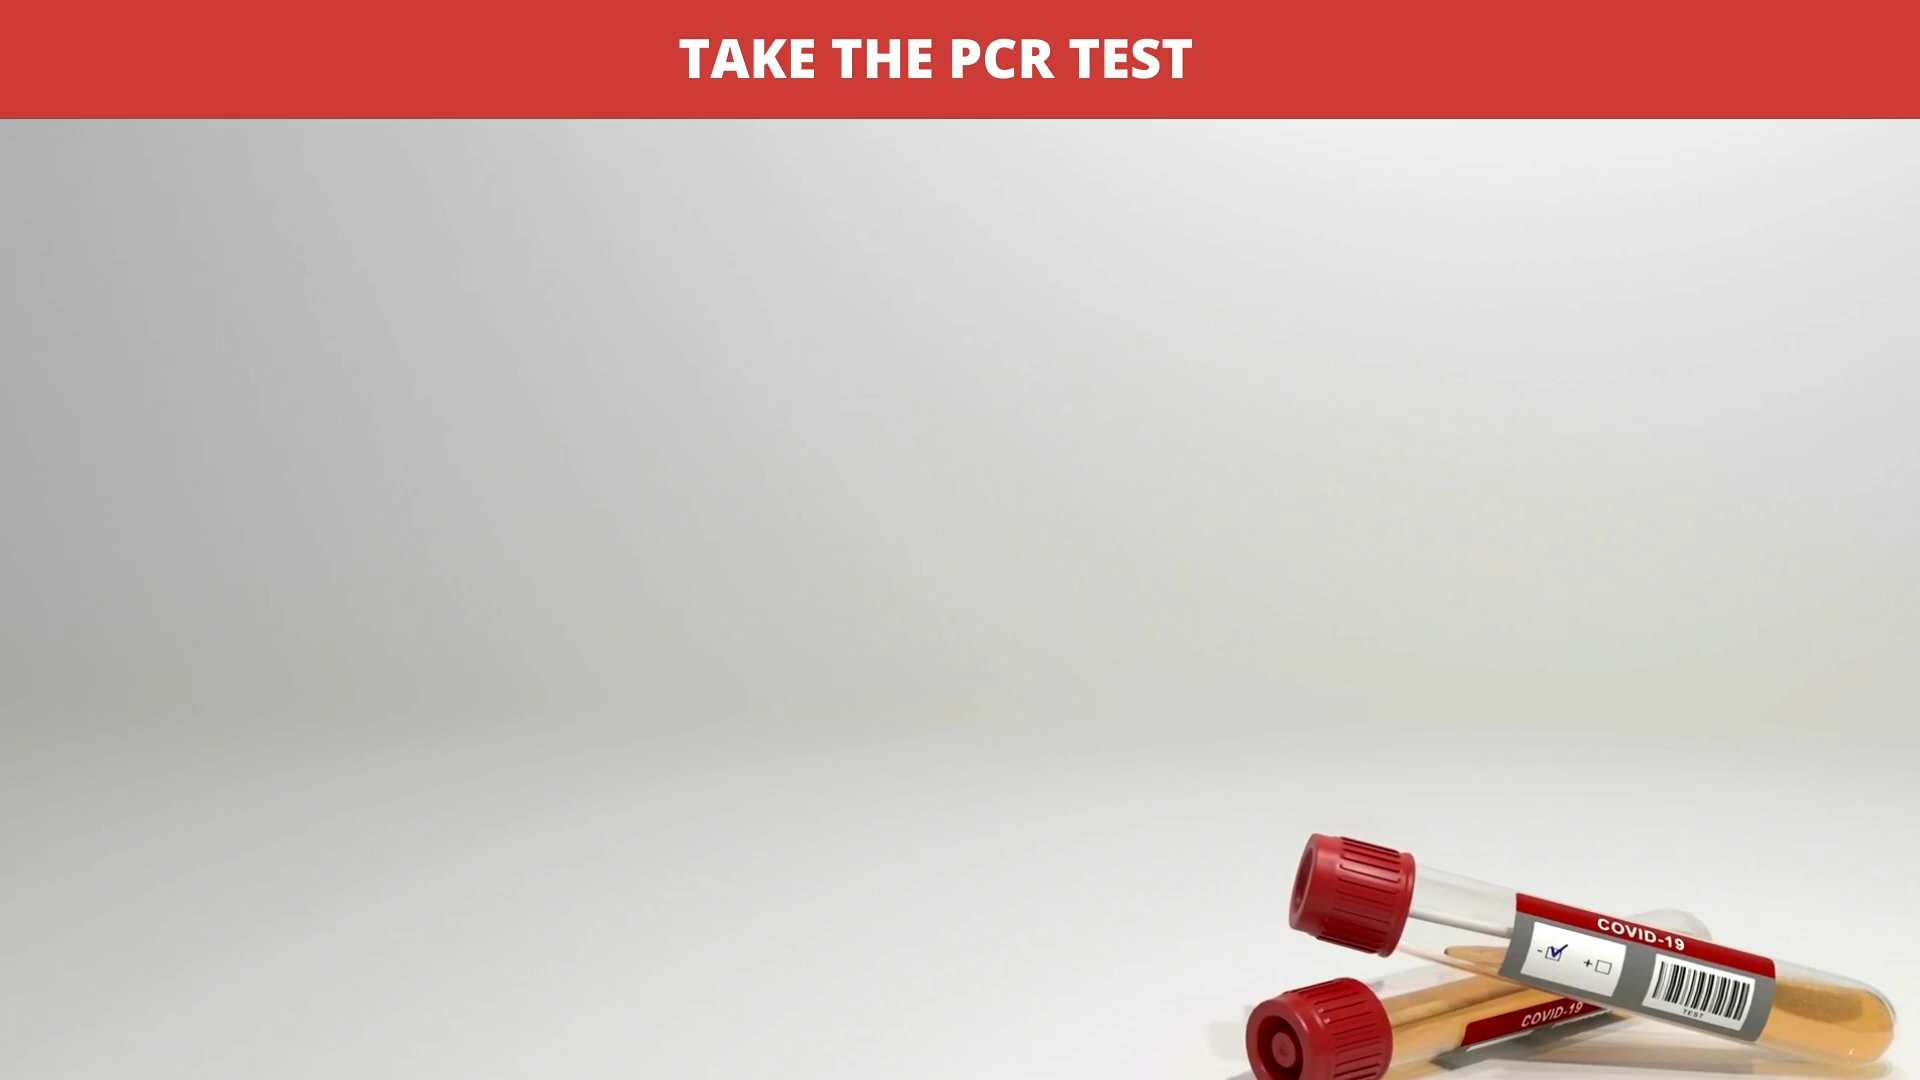 TAKE THE PCR TEST
COVID-19
- +
TEST
COVID-19